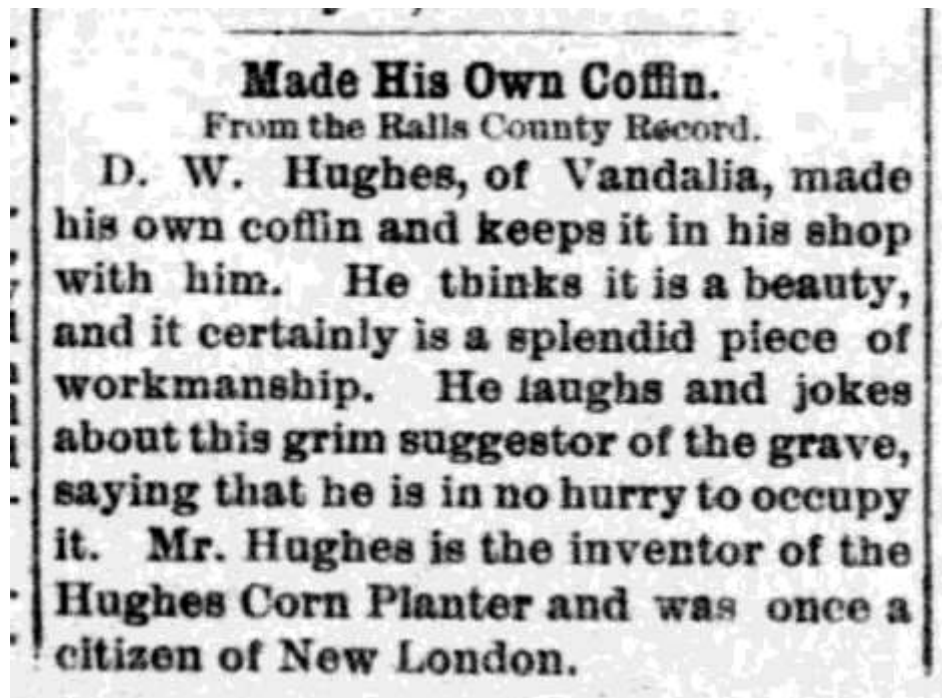 Made His Own Coffin.
From the Ralls County Record.
D. W. Hughes, of Vandalia, made
his own coffin and keeps it in his shop
with him. He thinks it is a beauty,
and it certainly is a splendid piece of
workmanship. He laughs and jokes
about this grim suggestor of the grave,
saying that he is in no hurry to occupy
it. Mr. Hughes is the inventor of the
Hughes Corn Planter and was once a
citizen of New London.